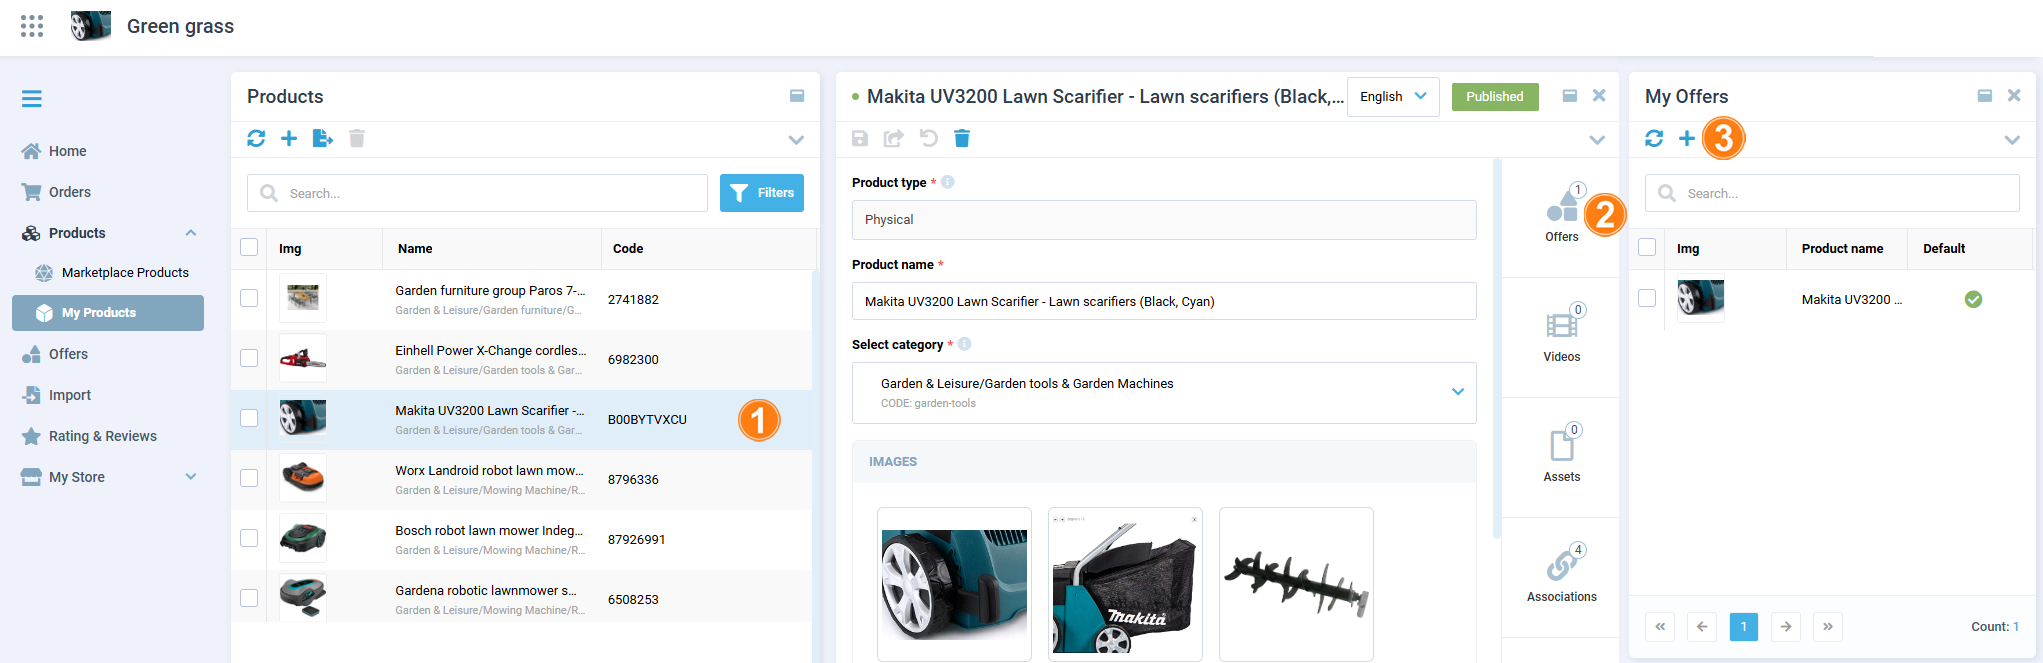 Green grass
Home
Orders
Products
Marketplace Products
My Products
Offers
Import
Rating & Reviews
My Store
Products
Search...
Filters
Img Name Code
Garden furniture group Paros 7-...
Garden & Leisure/Garden furniture/G...
2741882
Einhell Power X-Change cordles...
Garden & Leisure/Garden tools & Gar...
6982300
Makita UV3200 Lawn Scarifier -...
Garden & Leisure/Garden tools & Gar...
B00BYTVXCU
1
Worx Landroid robot lawn mow...
Garden & Leisure/Mowing Machine/R...
8796336
Bosch robot lawn mower Indeg...
Garden & Leisure/Mowing Machine/R...
87926991
Gardena robotic lawnmower s...
Garden & Leisure/Mowing Machine/R...
6508253
Makita UV3200 Lawn Scarifier - Lawn scarifiers (Black,...
English
Published
Product type *
Physical
Product name *
Makita UV3200 Lawn Scarifier - Lawn scarifiers (Black, Cyan)
Select category *
Garden & Leisure/Garden tools & Garden Machines
CODE: garden-tools
IMAGES
makita
1
Offers
2
0
Videos
0
Assets
4
Associations
My Offers
3
Search...
Img Product name Default
Makita UV3200 ...
« 1 »
Count: 1